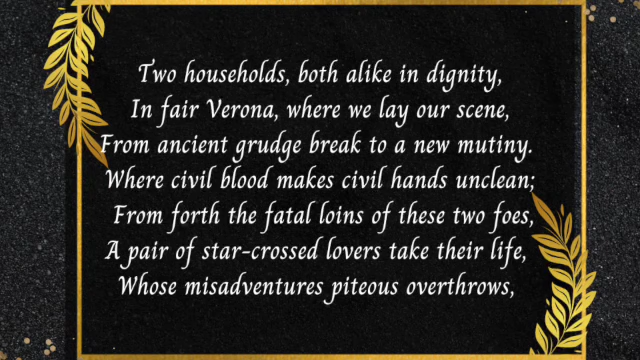 Two households, both alike in dignity,
In fair Verona, where we lay our scene,
From ancient grudge break to a new mutiny.
Where civil blood makes civil hands unclean;
From forth the fatal loins of these two foes,
A pair of star-crossed lovers take their life,
Whose misadventures piteous overthrows,